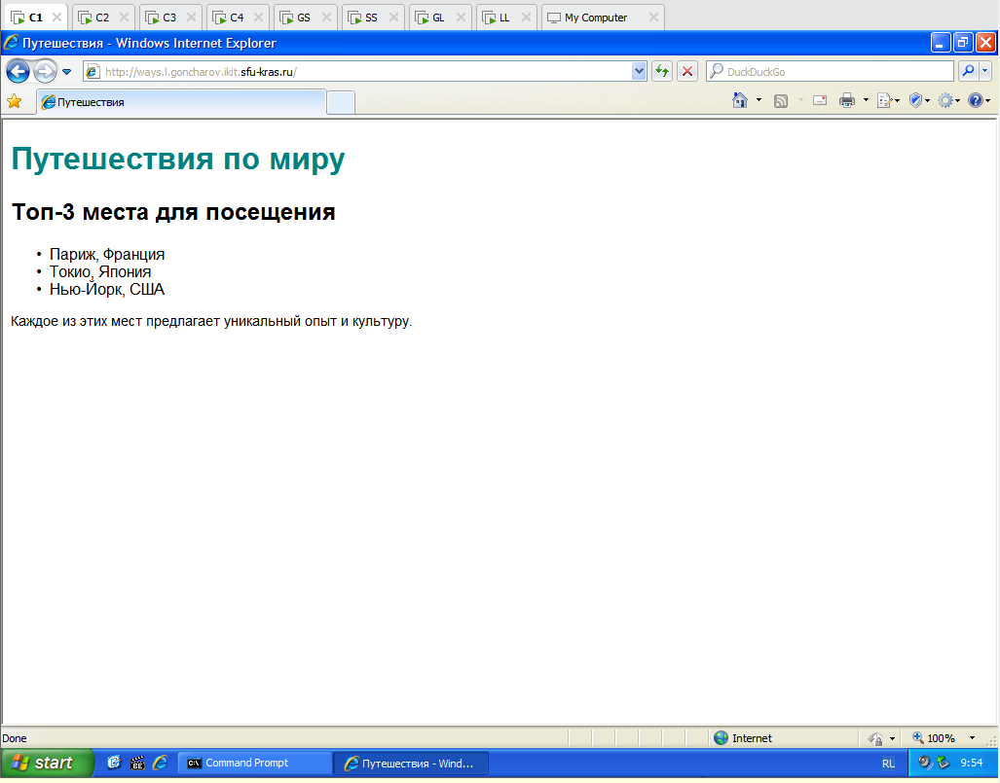 C1 C2 C3 C4 GS SS GL LL My Computer
Путешествия - Windows Internet Explorer
http://ways.l.goncharov.ikit.sfu-kras.ru/ DuckDuckGo
Путешествия
Путешествия по миру
Топ-3 места для посещения
• Париж, Франция
• Токио, Япония
• Нью-Йорк, США
Каждое из этих мест предлагает уникальный опыт и культуру.
Done Internet 100%
start Command Prompt Путешествия - Wind... RU 9:54